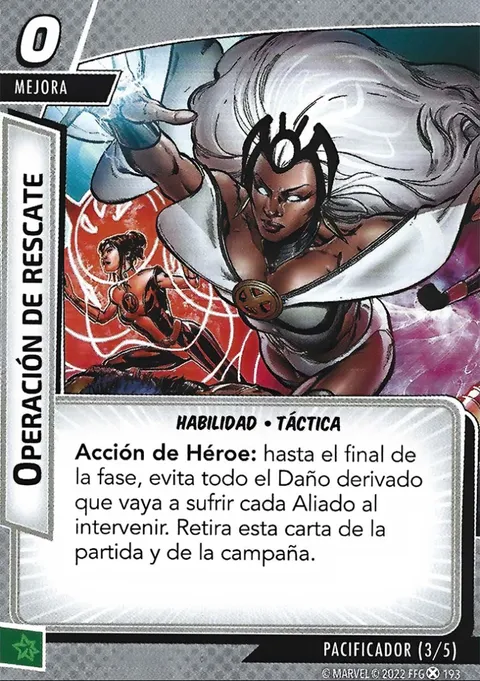 0
MEJORA
OPERACIÓN DE RESCATE
HABILIDAD • TÁCTICA
Acción de Héroe: hasta el final de
la fase, evita todo el Daño derivado
que vaya a sufrir cada Aliado al
intervenir. Retira esta carta de la
partida y de la campaña.
PACIFICADOR (3/5)
© MARVEL © 2022 FFG 193